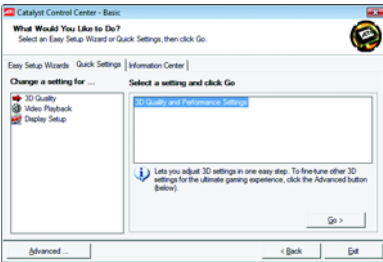 ATI Catalyst Control Center - Basic
What Would You Like to Do?
Select an Easy Setup Wizard or Quick Settings, then click Go.
ATI
Easy Setup Wizards Quick Settings Information Center
Change a setting for ... Select a setting and click Go
3D Quality
Video Playback
Display Setup
3D Quality and Performance Settings
Lets you adjust 3D settings in one easy step. To fine-tune other 3D
settings for the ultimate gaming experience, click the Advanced button
(below).
Go >
Advanced ... < Back Exit